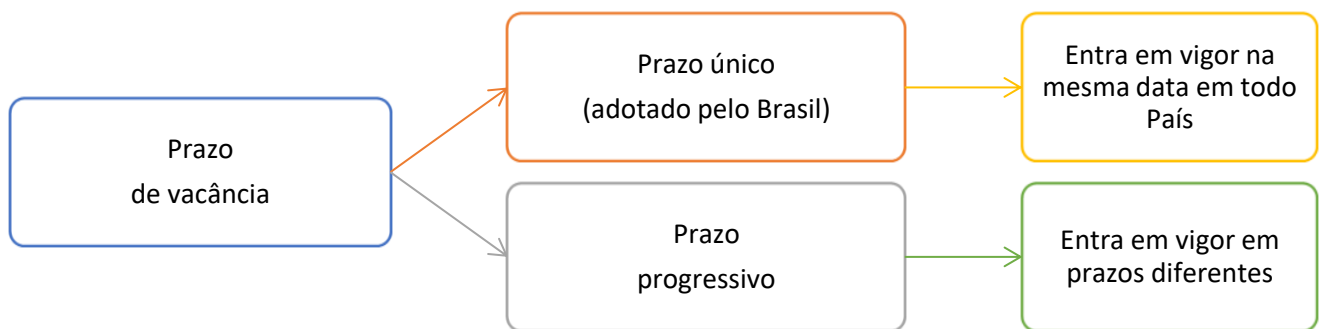 Prazo
de vacância
Prazo único
(adotado pelo Brasil)
Entra em vigor na
mesma data em todo
País
Prazo
progressivo
Entra em vigor em
prazos diferentes